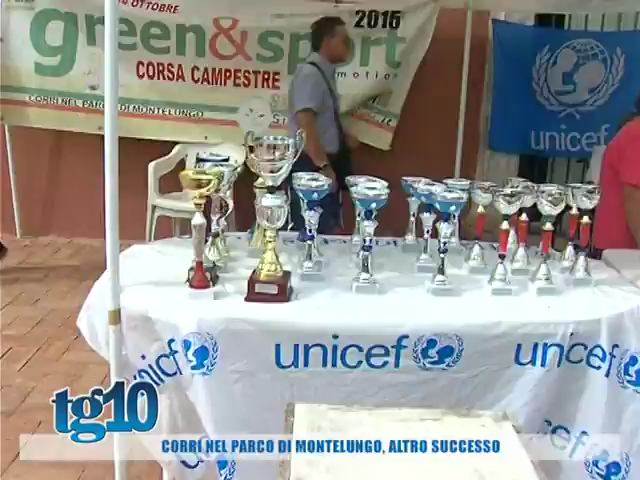 OTTOBRE
2015
green&sport
CORSA CAMPESTRE
CORRI NEL PARCO DI MONTELUNGO
unicef
unicef
unicef
unicef
tg10
CORRI NEL PARCO DI MONTELUNGO, ALTRO SUCCESSO